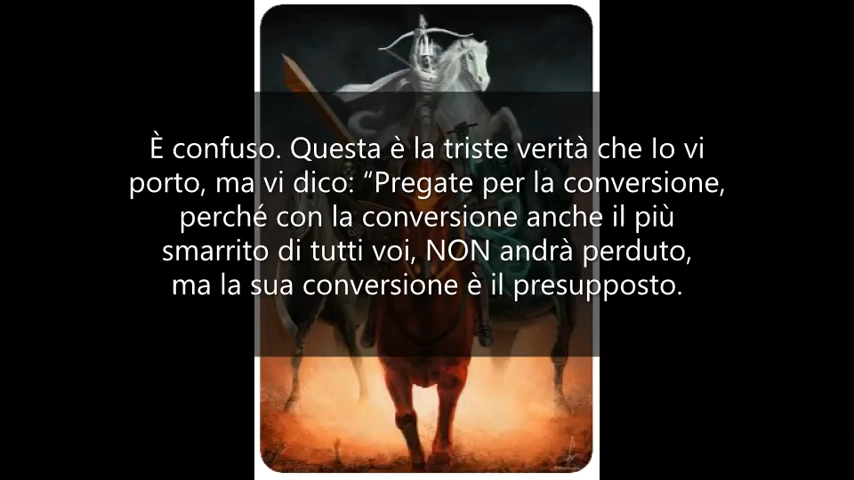 È confuso. Questa è la triste verità che Io vi
porto, ma vi dico: “Pregate per la conversione,
perché con la conversione anche il più
smarrito di tutti voi, NON andrà perduto,
ma la sua conversione è il presupposto.